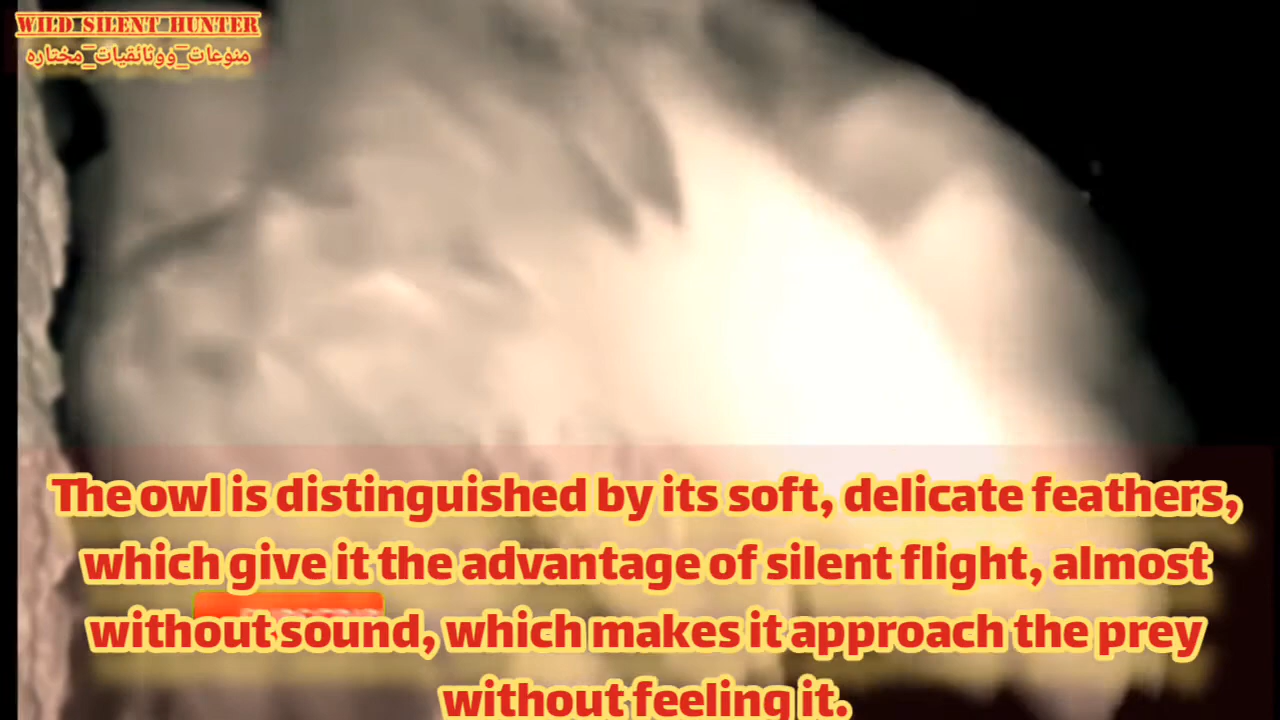 WILD SILENT HUNTER
منوعات_ووثائقيات_مختاره
The owl is distinguished by its soft, delicate feathers,
which give it the advantage of silent flight, almost
without sound, which makes it approach the prey
without feeling it.